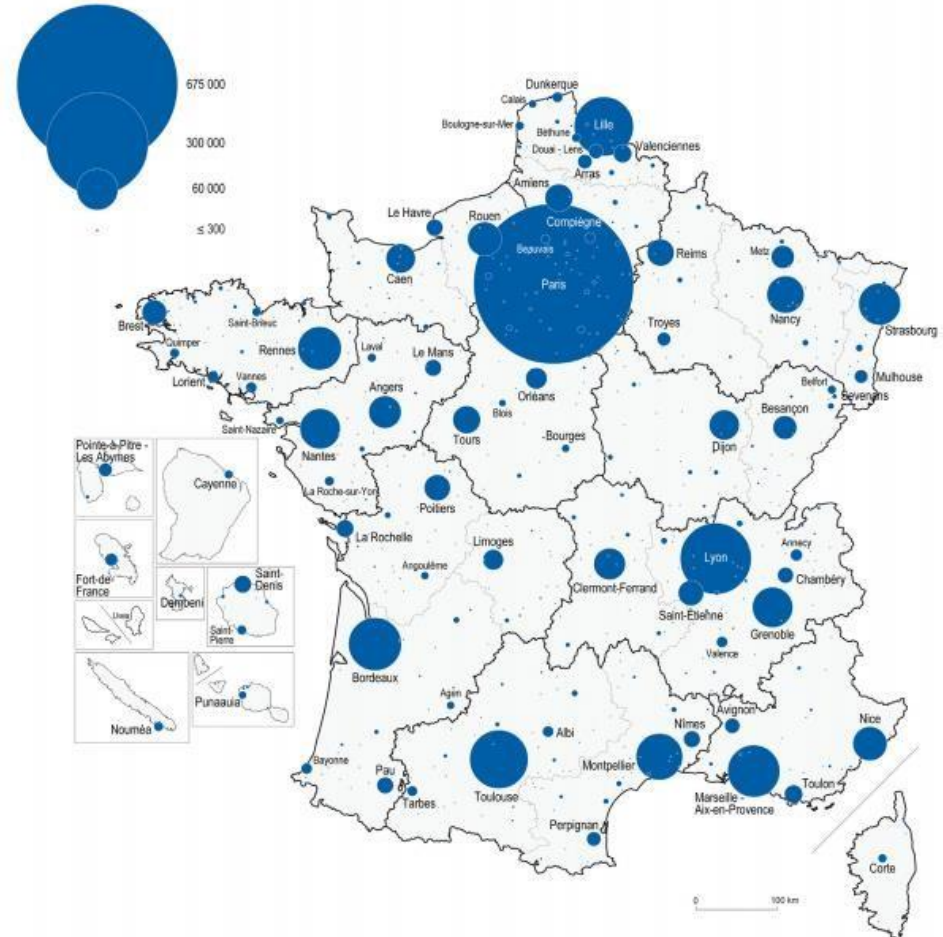 675 000
300 000
60 000
≤ 300
Dunkerque
Calais
Boulogne-sur-Mer
Lille
Béthune
Douai - Lens
Valenciennes
Arras
Amiens
Le Havre
Rouen
Compiègne
Beauvais
Reims
Metz
Caen
Paris
Nancy
Strasbourg
Brest
Saint-Brieuc
Troyes
Quimper
Rennes
Laval
Le Mans
Lorient
Vannes
Angers
Orléans
Mulhouse
Belfort
Sevenans
Blois
Besançon
Saint-Nazaire
Tours
Bourges
Dijon
Nantes
Pointe-à-Pitre -
Les Abymes
Cayenne
La Roche-sur-Yon
Poitiers
La Rochelle
Limoges
Lyon
Annecy
Angoulême
Clermont-Ferrand
Chambéry
Fort-de-
France
Dembeni
Saint-
Denis
Saint-Étienne
Grenoble
Saint-
Pierre
Valence
Bordeaux
Agen
Punaauia
Nouméa
Avignon
Nîmes
Nice
Albi
Bayonne
Pau
Tarbes
Toulouse
Montpellier
Marseille -
Aix-en-Provence
Toulon
Perpignan
Corte
0
100 km